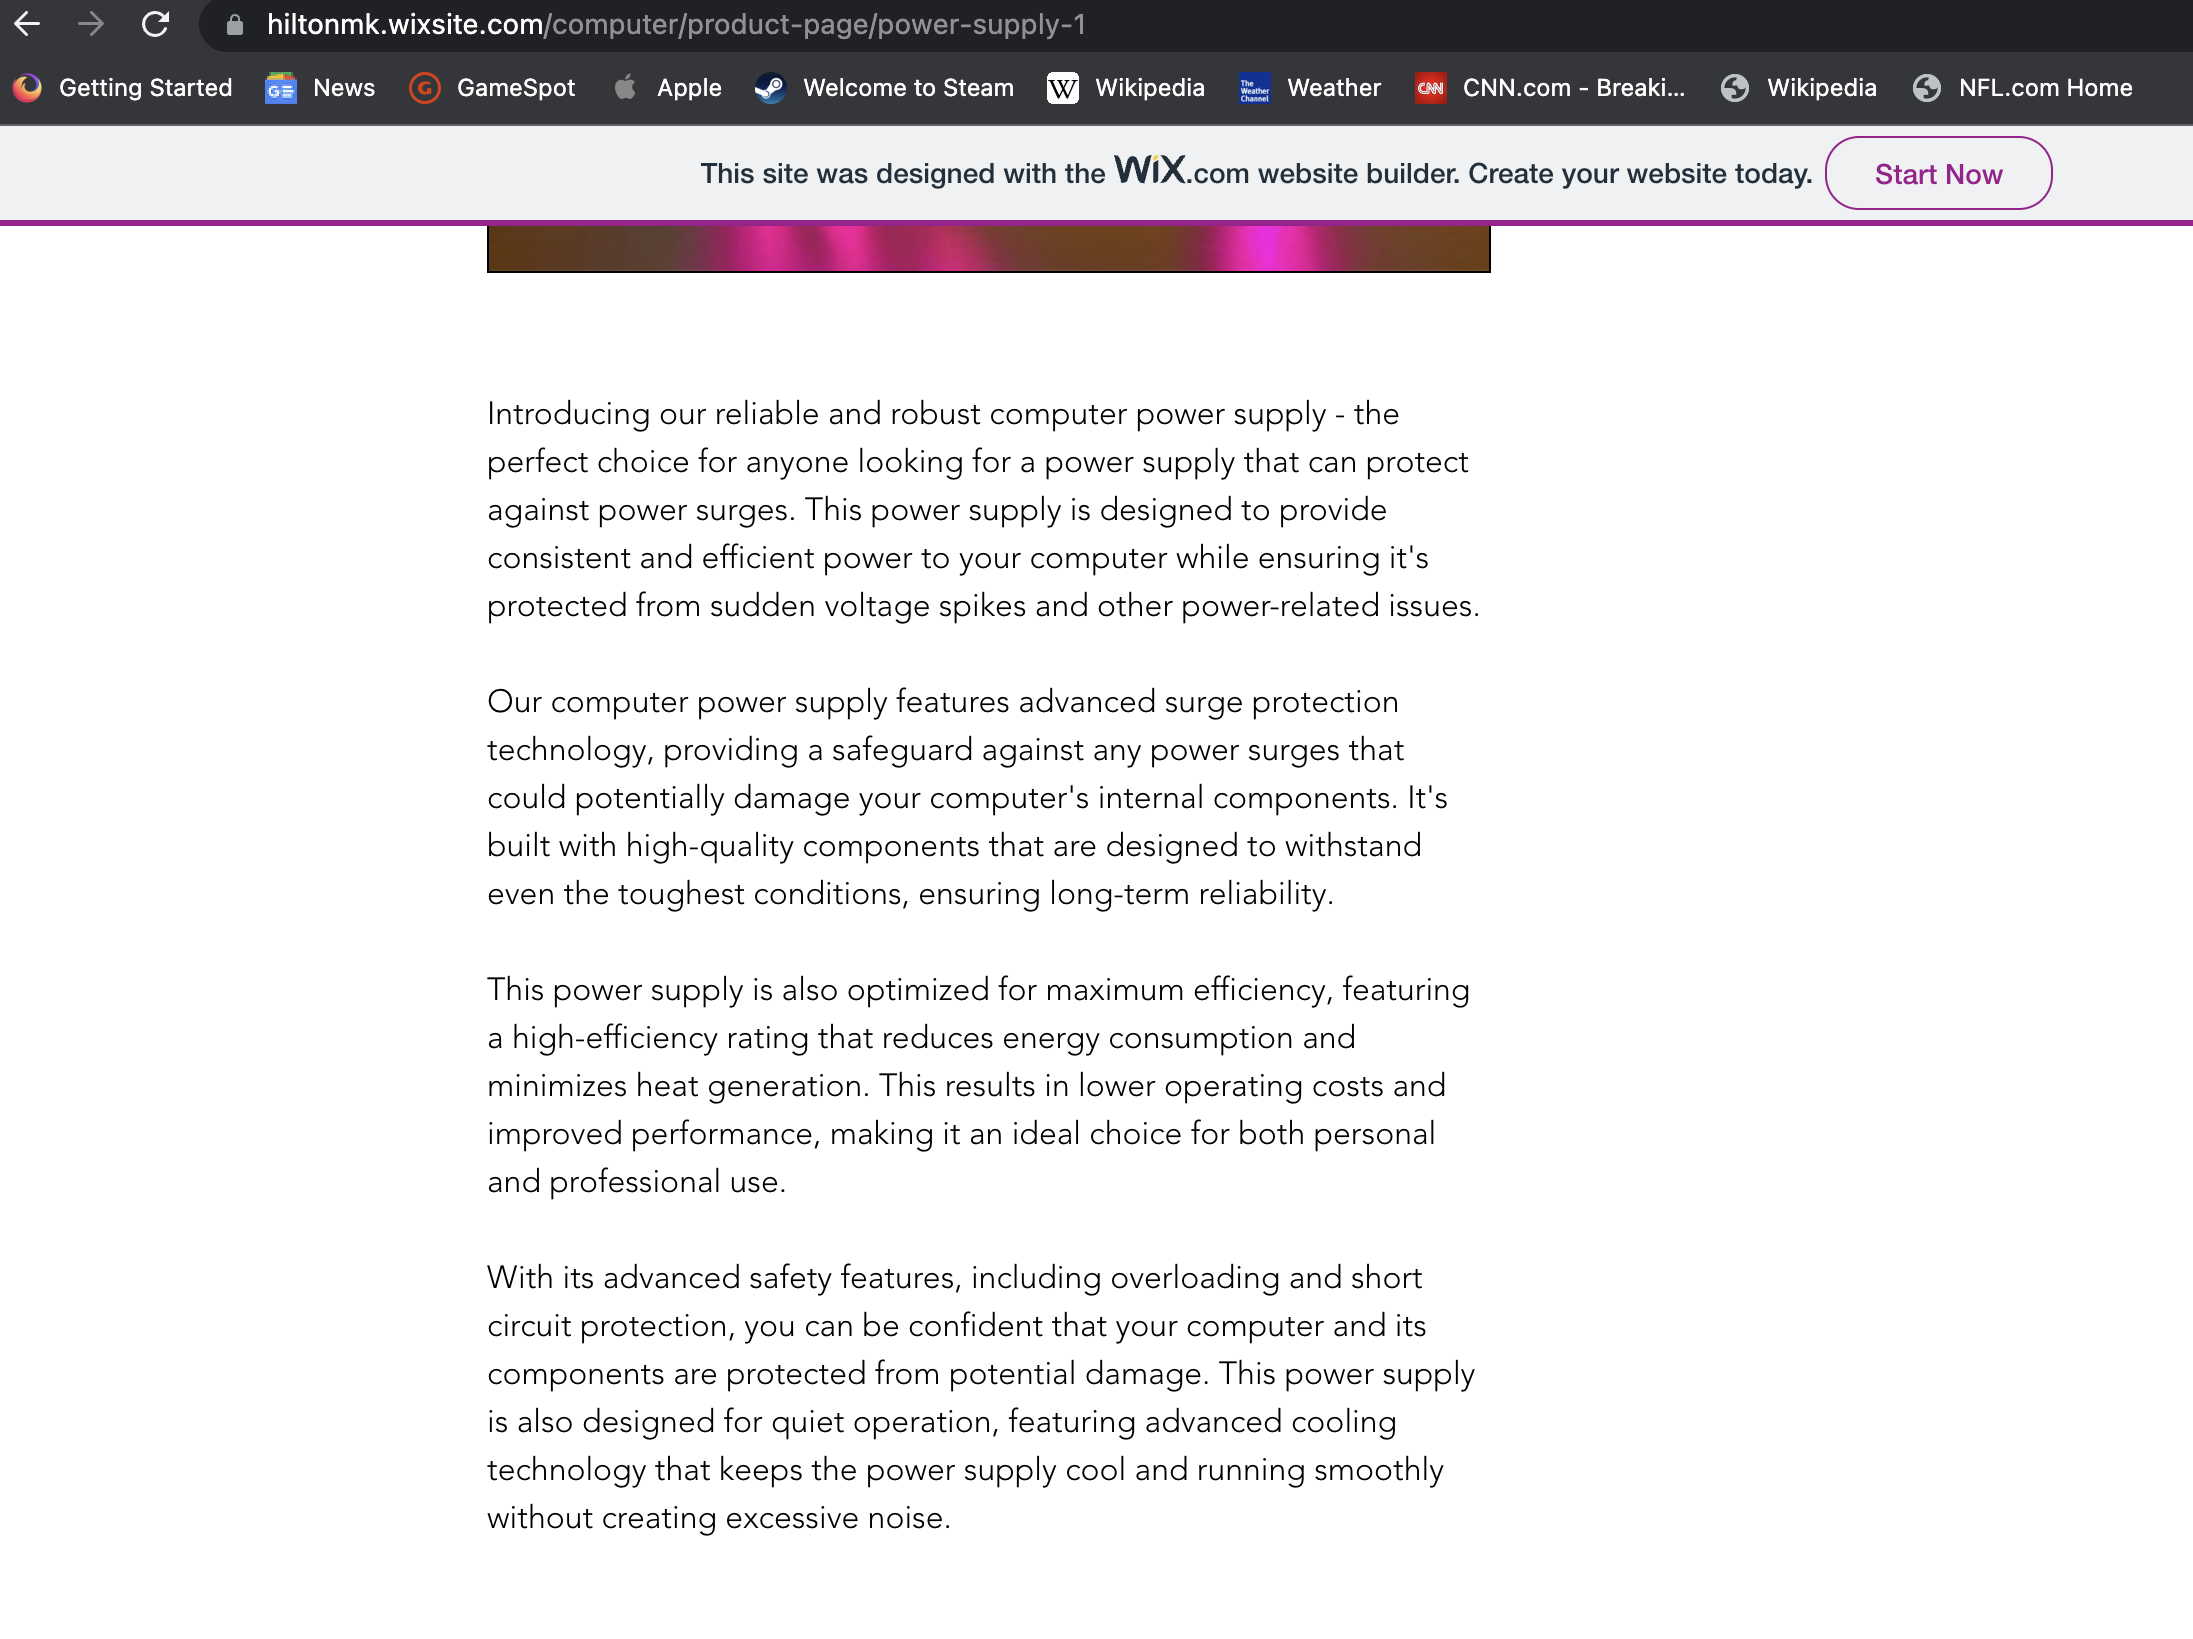 hiltonmk.wixsite.com/computer/product-page/power-supply-1
Getting Started News GameSpot Apple Welcome to Steam Wikipedia Weather CNN.com - Breaki... Wikipedia NFL.com Home
This site was designed with the WiX.com website builder. Create your website today. Start Now
Introducing our reliable and robust computer power supply - the
perfect choice for anyone looking for a power supply that can protect
against power surges. This power supply is designed to provide
consistent and efficient power to your computer while ensuring it's
protected from sudden voltage spikes and other power-related issues.
Our computer power supply features advanced surge protection
technology, providing a safeguard against any power surges that
could potentially damage your computer's internal components. It's
built with high-quality components that are designed to withstand
even the toughest conditions, ensuring long-term reliability.
This power supply is also optimized for maximum efficiency, featuring
a high-efficiency rating that reduces energy consumption and
minimizes heat generation. This results in lower operating costs and
improved performance, making it an ideal choice for both personal
and professional use.
With its advanced safety features, including overloading and short
circuit protection, you can be confident that your computer and its
components are protected from potential damage. This power supply
is also designed for quiet operation, featuring advanced cooling
technology that keeps the power supply cool and running smoothly
without creating excessive noise.